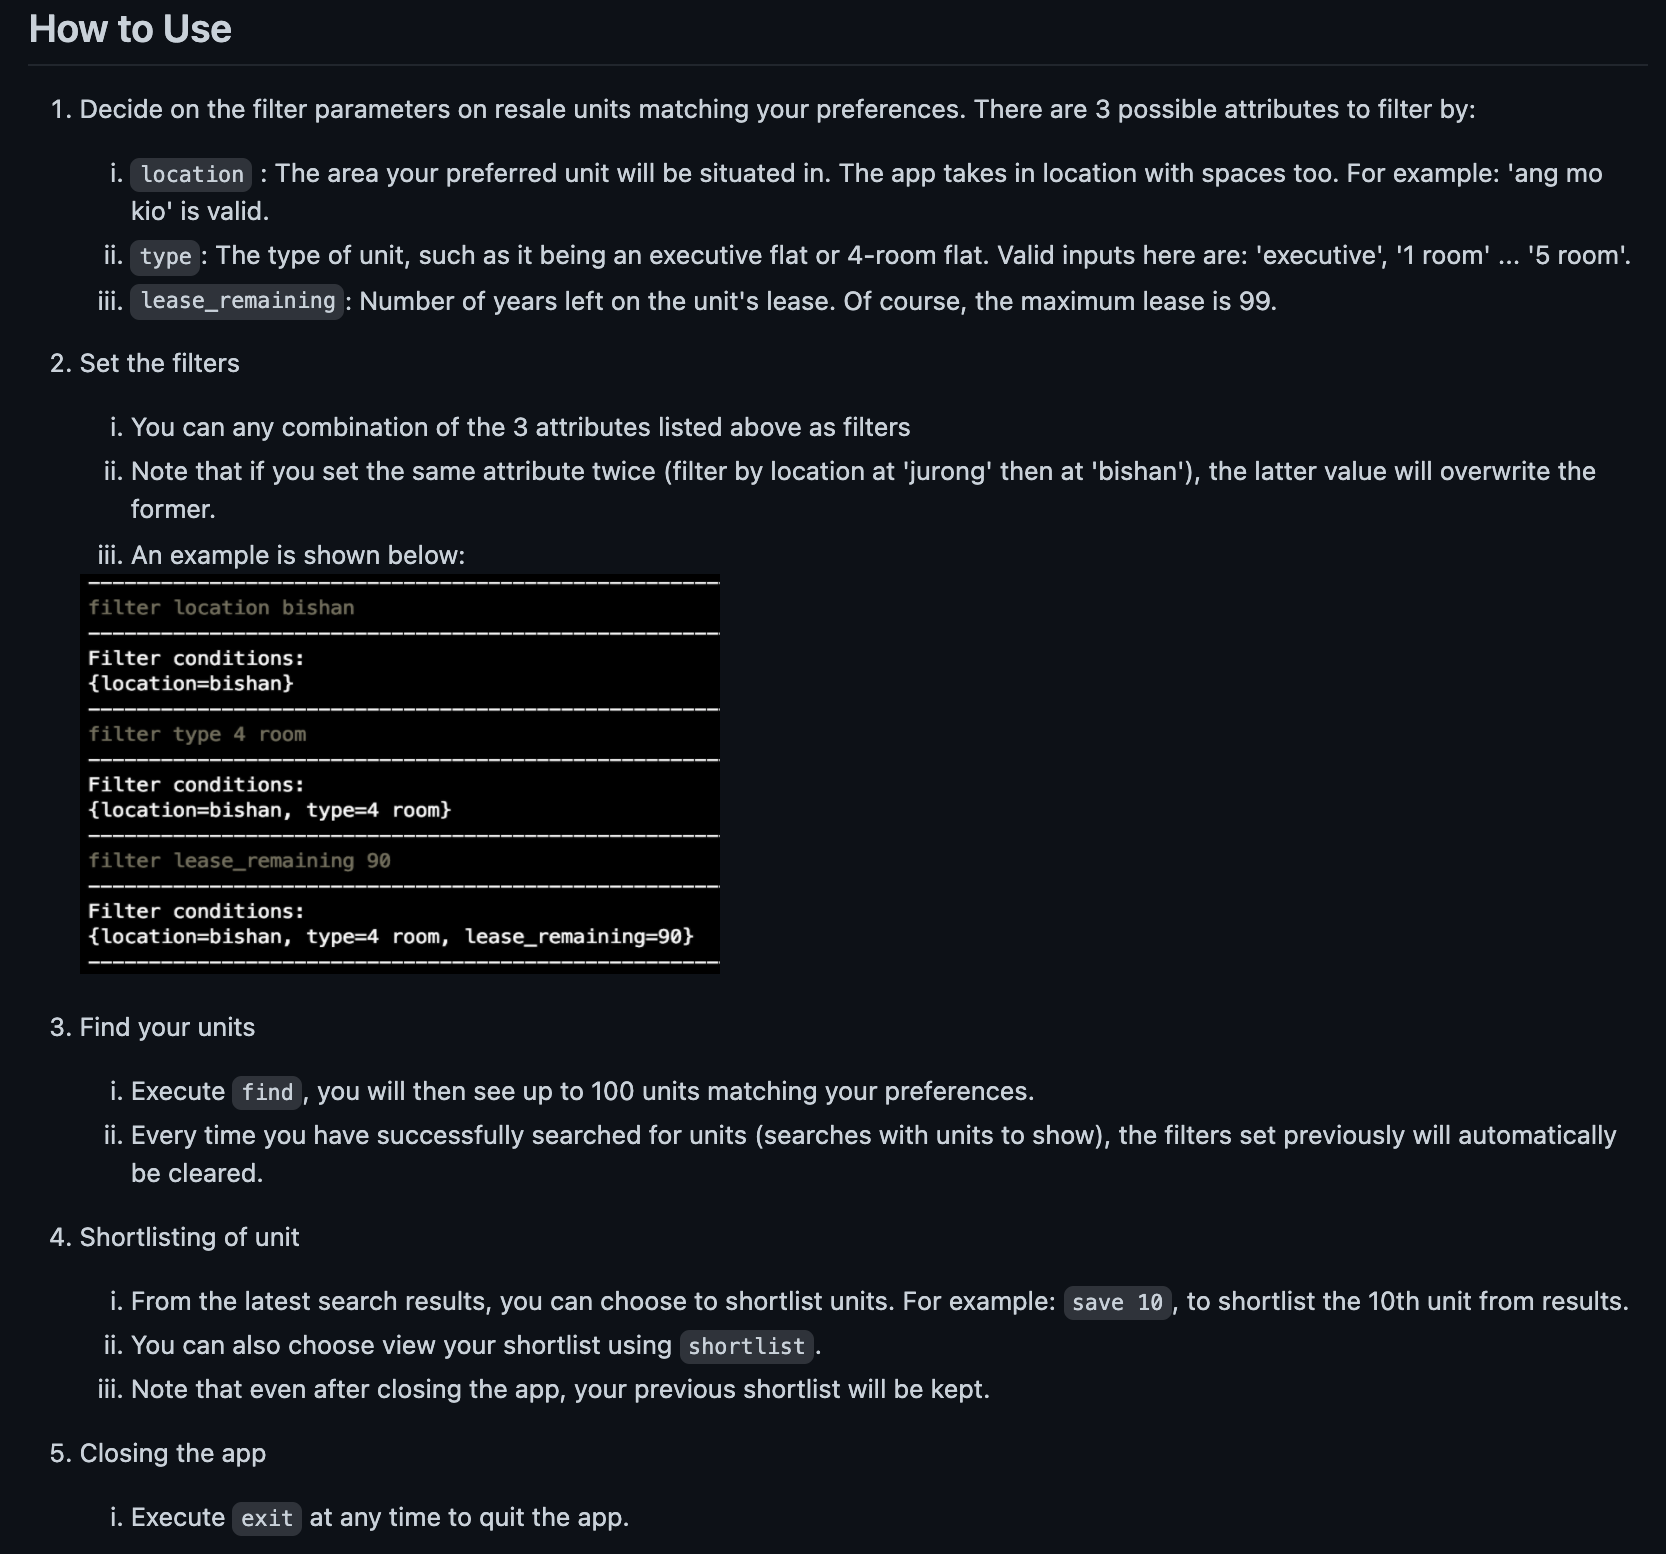 How to Use
1. Decide on the filter parameters on resale units matching your preferences. There are 3 possible attributes to filter by:
i. location : The area your preferred unit will be situated in. The app takes in location with spaces too. For example: 'ang mo
kio' is valid.
ii. type : The type of unit, such as it being an executive flat or 4-room flat. Valid inputs here are: 'executive', '1 room' ... '5 room'.
iii. lease_remaining : Number of years left on the unit's lease. Of course, the maximum lease is 99.
2. Set the filters
i. You can any combination of the 3 attributes listed above as filters
ii. Note that if you set the same attribute twice (filter by location at 'jurong' then at 'bishan'), the latter value will overwrite the
former.
iii. An example is shown below:
filter location bishan
Filter conditions:
{location=bishan}
filter type 4 room
Filter conditions:
{location=bishan, type=4 room}
filter lease_remaining 90
Filter conditions:
{location=bishan, type=4 room, lease_remaining=90}
3. Find your units
i. Execute find , you will then see up to 100 units matching your preferences.
ii. Every time you have successfully searched for units (searches with units to show), the filters set previously will automatically
be cleared.
4. Shortlisting of unit
i. From the latest search results, you can choose to shortlist units. For example: save 10 , to shortlist the 10th unit from results.
ii. You can also choose view your shortlist using shortlist .
iii. Note that even after closing the app, your previous shortlist will be kept.
5. Closing the app
i. Execute exit at any time to quit the app.